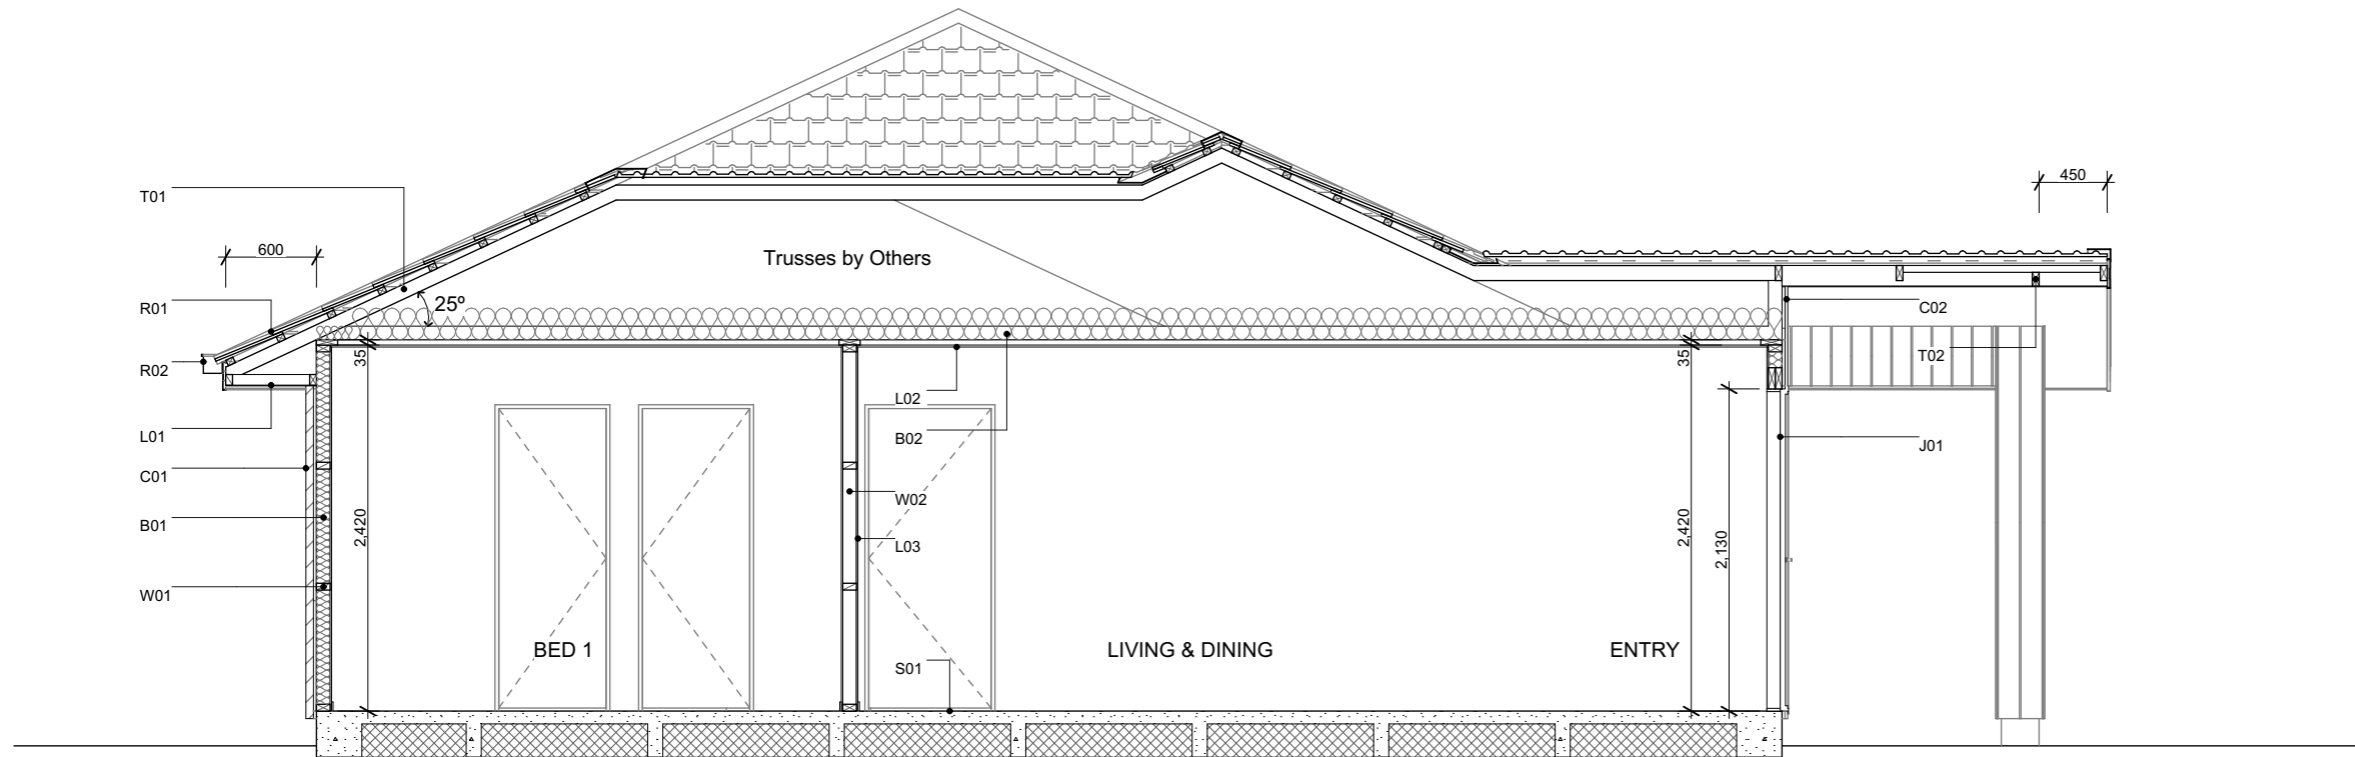 T01
450
600
Trusses by Others
R01
25º
C02
R02
35
35
T02
L01
L02
B02
J01
C01
W02
B01
2,420
2,420
2,130
L03
W01
BED 1
LIVING & DINING
ENTRY
S01